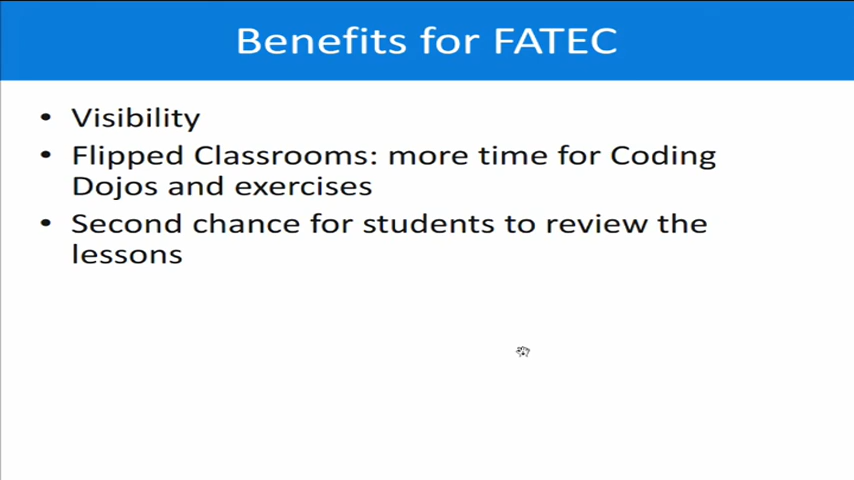 Benefits for FATEC
• Visibility
• Flipped Classrooms: more time for Coding
Dojos and exercises
• Second chance for students to review the
lessons